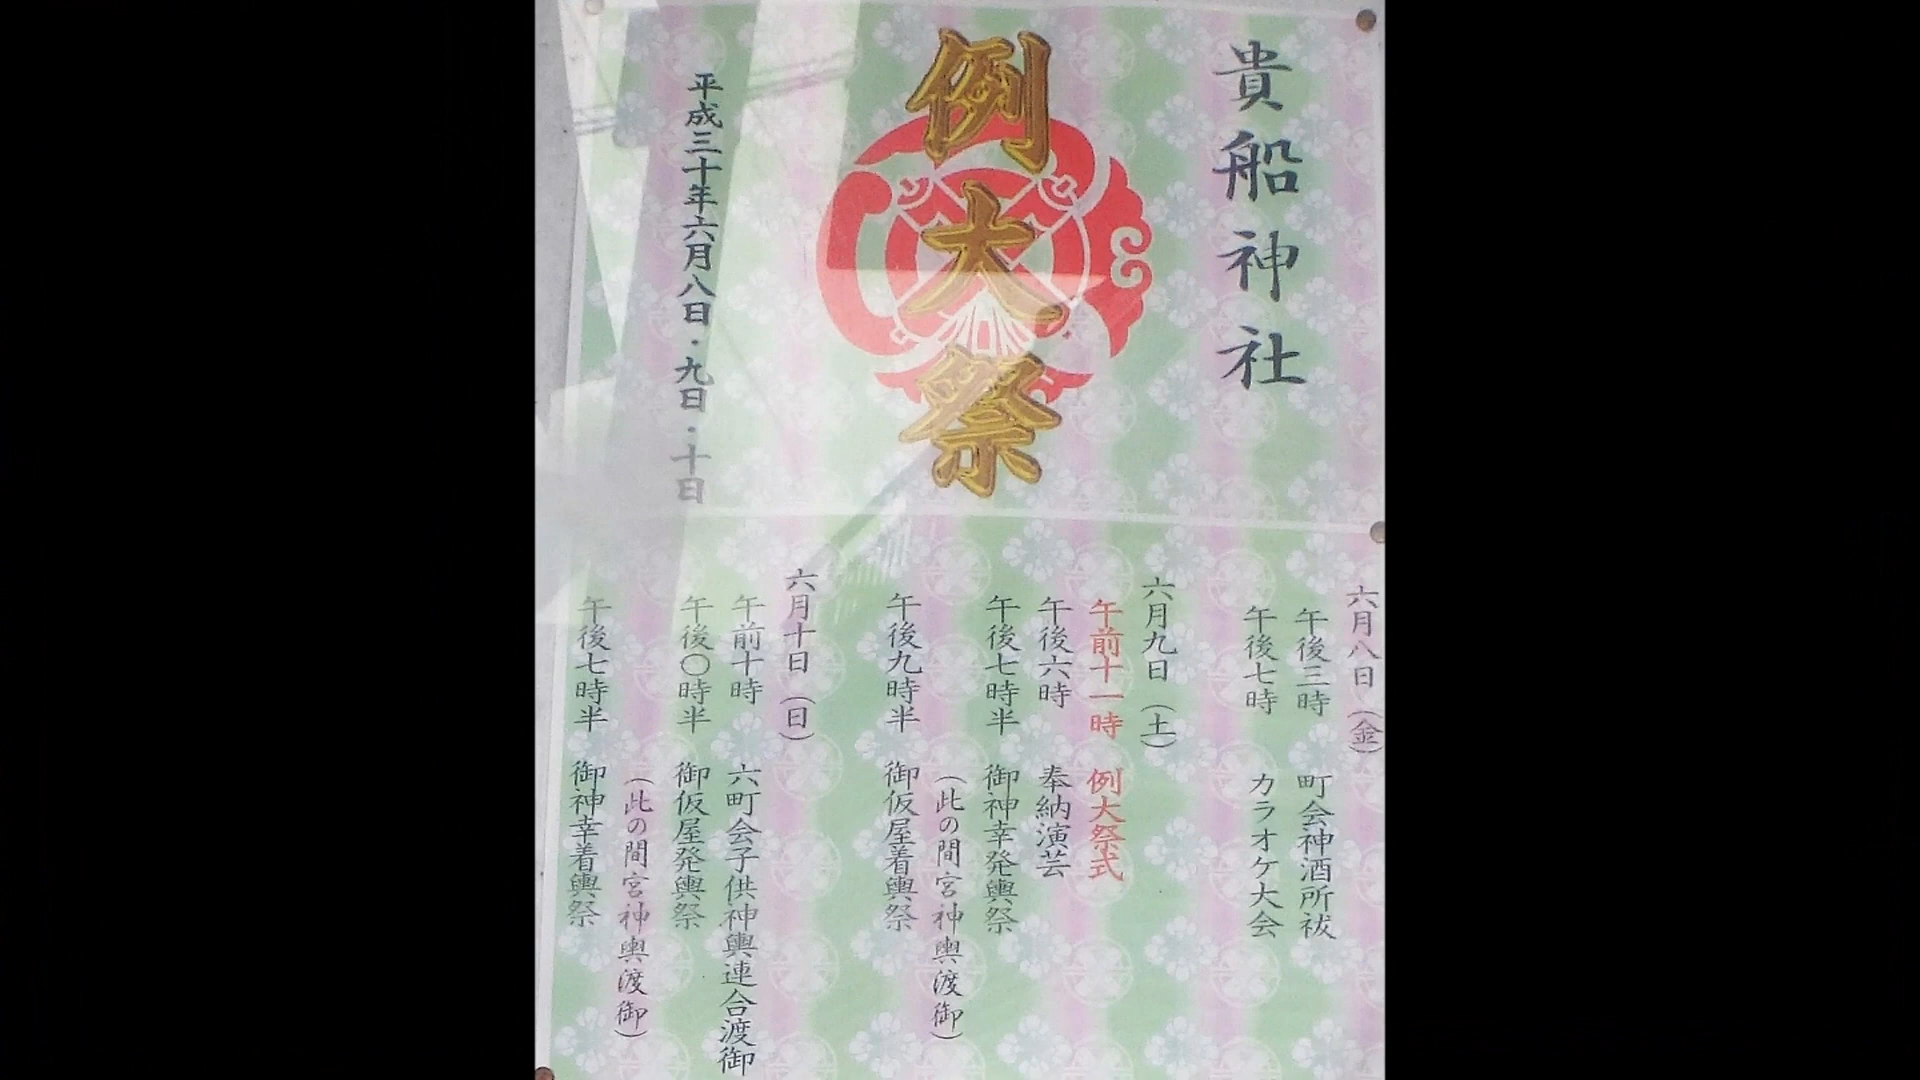 貴船神社
例大祭
平成三十年六月八日・九日・十日
六月八日（金）
午後三時 町会神酒所祓
午後七時 カラオケ大会
六月九日（土）
午前十一時 例大祭式
午後六時 奉納演芸
午後七時半 御神幸発輿祭
（此の間宮神輿渡御）
午後九時半 御仮屋着輿祭
六月十日（日）
午前十時 六町会子供神輿連合渡御
午後〇時半 御仮屋発輿祭
（此の間宮神輿渡御）
午後七時半 御神幸着輿祭